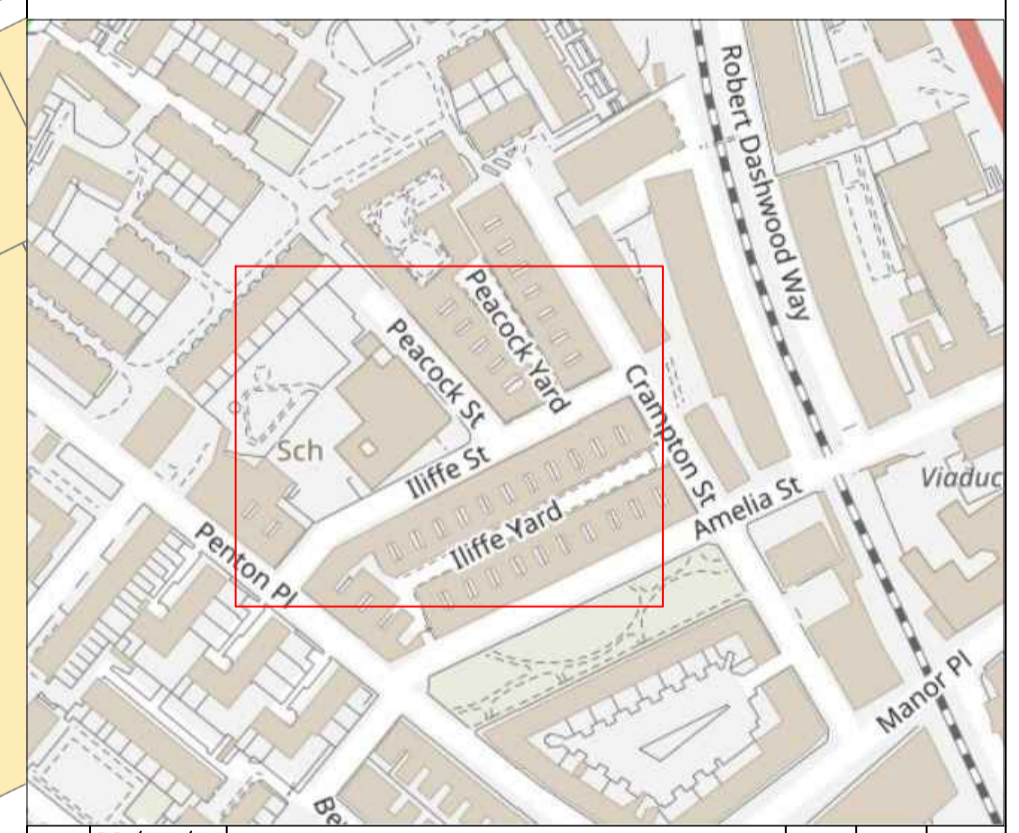 Robert Dashwood Way
Peacock Yard
Peacock St
Crampton St
Sch
Iliffe St
Iliffe Yard
Amelia St
Viaduc
Penton Pl
Manor Pl
Be